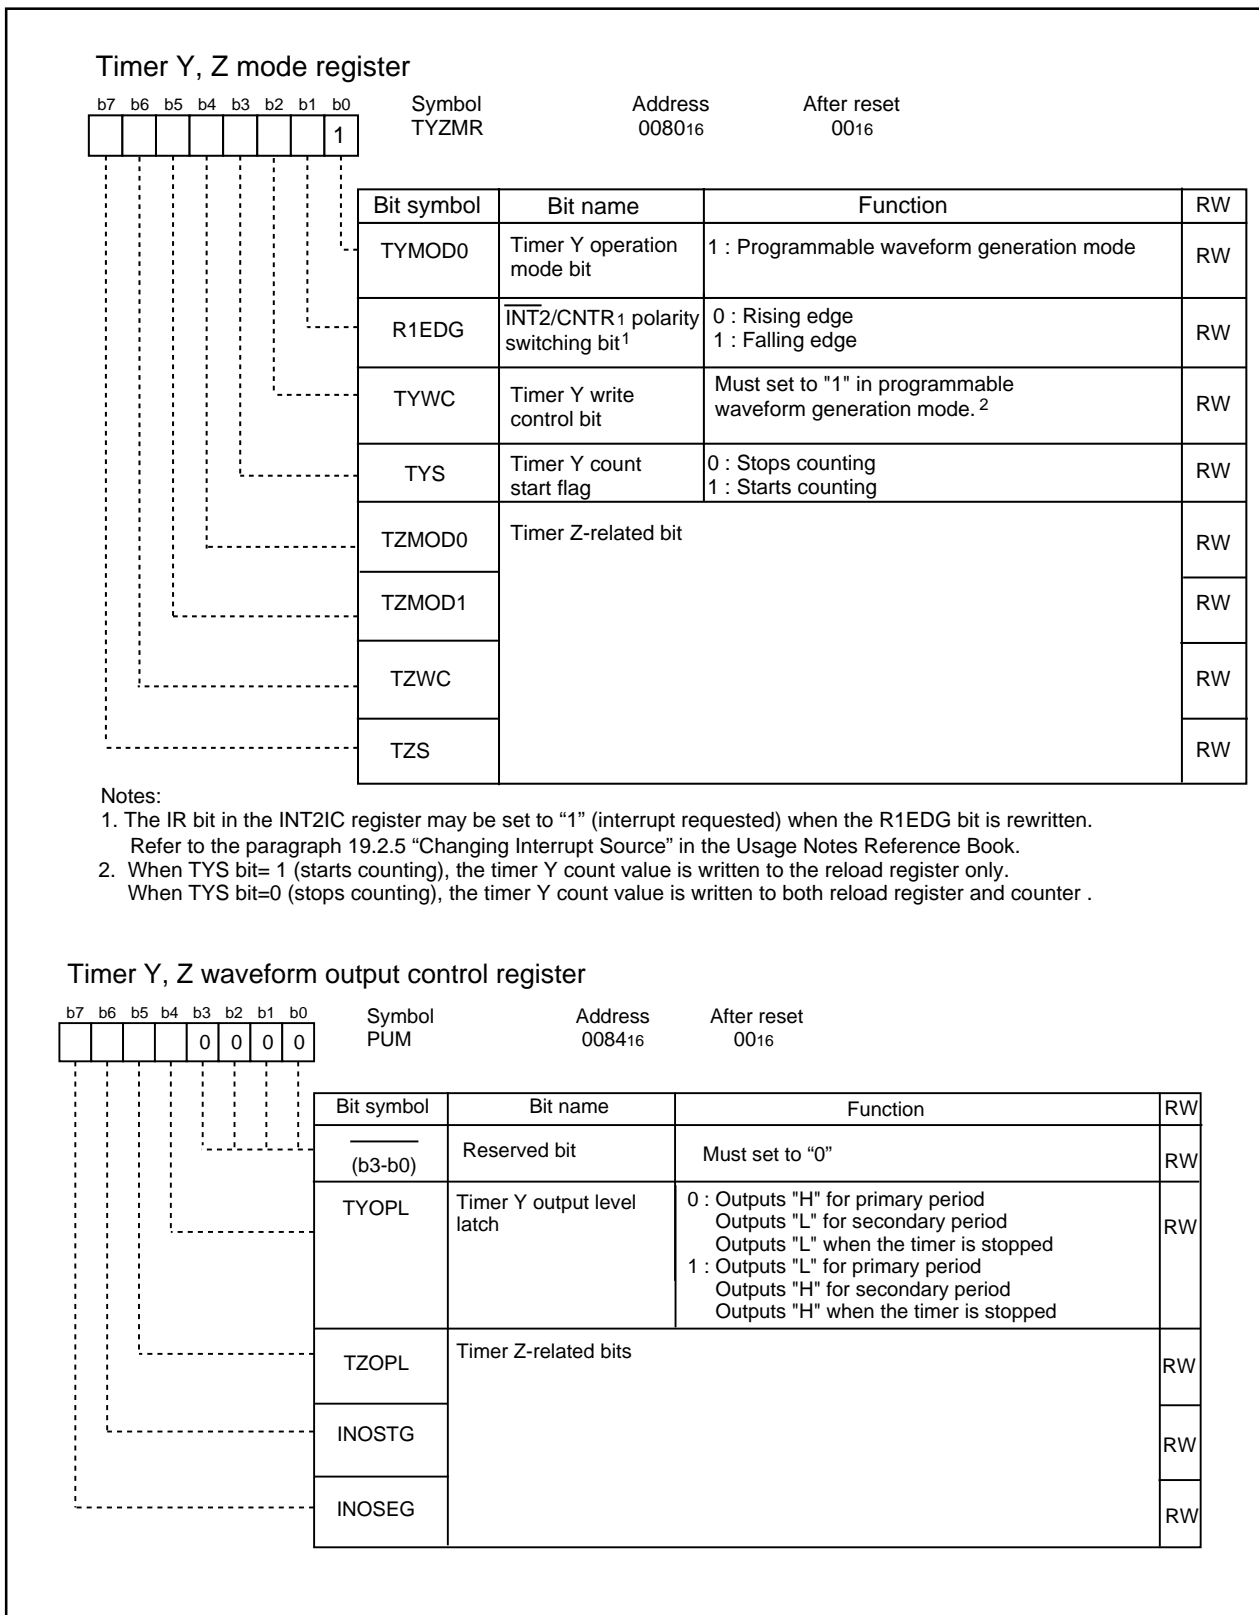 Timer Y, Z mode register
b7 b6 b5 b4 b3 b2 b1 b0
1
Symbol Address After reset
TYZMR 008016 0016
Bit symbol Bit name Function RW
TYMOD0 Timer Y operation mode bit 1 : Programmable waveform generation mode RW
R1EDG INT2/CNTR1 polarity switching bit1 0 : Rising edge
1 : Falling edge RW
TYWC Timer Y write control bit Must set to "1" in programmable
waveform generation mode. 2 RW
TYS Timer Y count start flag 0 : Stops counting
1 : Starts counting RW
TZMOD0 Timer Z-related bit RW
TZMOD1 RW
TZWC RW
TZS RW
Notes:
1. The IR bit in the INT2IC register may be set to “1” (interrupt requested) when the R1EDG bit is rewritten.
Refer to the paragraph 19.2.5 “Changing Interrupt Source” in the Usage Notes Reference Book.
2. When TYS bit= 1 (starts counting), the timer Y count value is written to the reload register only.
When TYS bit=0 (stops counting), the timer Y count value is written to both reload register and counter .
Timer Y, Z waveform output control register
b7 b6 b5 b4 b3 b2 b1 b0
0 0 0 0
Symbol Address After reset
PUM 008416 0016
Bit symbol Bit name Function RW
(b3-b0) Reserved bit Must set to “0” RW
TYOPL Timer Y output level latch 0 : Outputs "H" for primary period
Outputs "L" for secondary period
Outputs "L" when the timer is stopped
1 : Outputs "L" for primary period
Outputs "H" for secondary period
Outputs "H" when the timer is stopped RW
TZOPL Timer Z-related bits RW
INOSTG RW
INOSEG RW